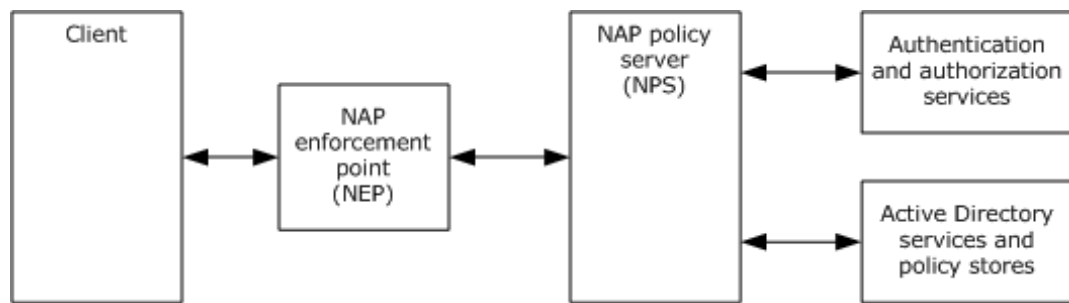 Client
NAP
enforcement
point
(NEP)
NAP policy
server
(NPS)
Authentication
and authorization
services
Active Directory
services and
policy stores